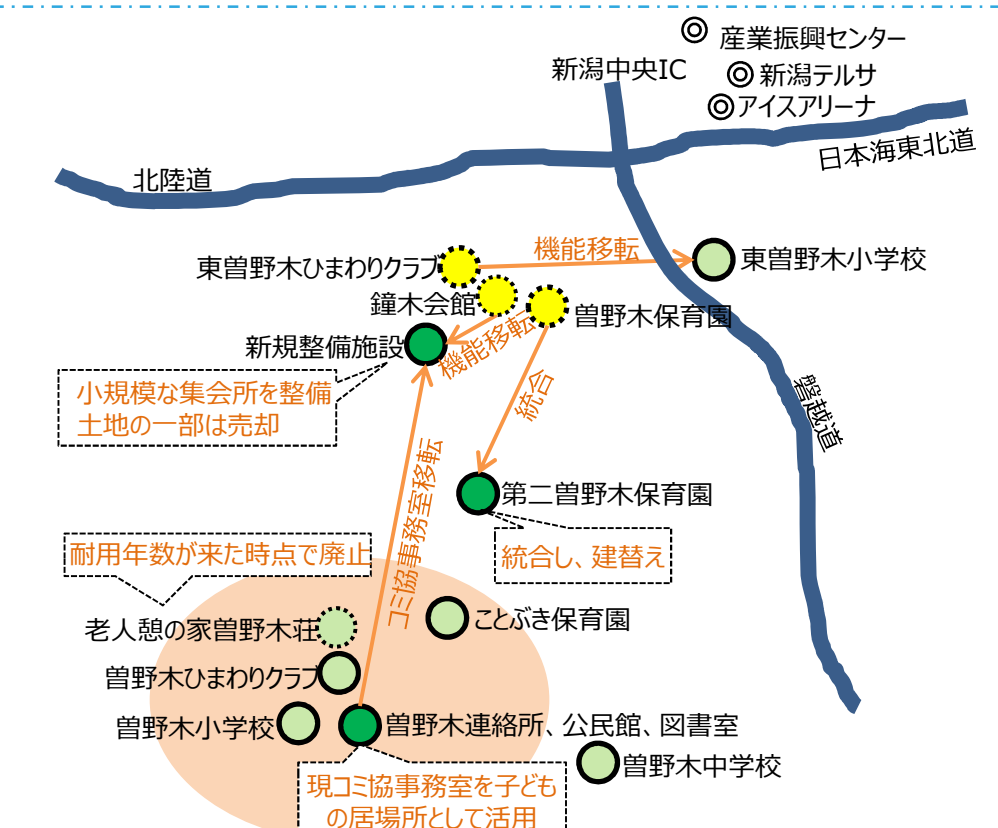 産業振興センター
新潟中央IC
新潟テルサ
アイスアリーナ
日本海東北道
北陸道
機能移転
東曽野木ひまわりクラブ
東曽野木小学校
鐘木会館
曽野木保育園
新規整備施設
機能移転
小規模な集会所を整備
土地の一部は売却
統合
磐越道
コミ協事務室移転
第二曽野木保育園
耐用年数が来た時点で廃止
統合し、建替え
老人憩の家曽野木荘
ことぶき保育園
曽野木ひまわりクラブ
曽野木小学校
曽野木連絡所、公民館、図書室
曽野木中学校
現コミ協事務室を子ども
の居場所として活用